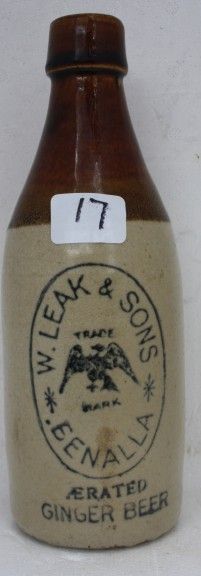 17
W. LEAK & SONS
TRADE
MARK
BENALLA
ÆRATED
GINGER BEER